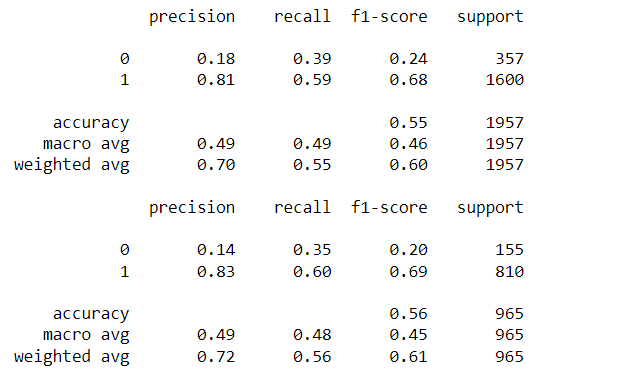 precision recall f1-score support
0 0.18 0.39 0.24 357
1 0.81 0.59 0.68 1600
accuracy 0.55 1957
macro avg 0.49 0.49 0.46 1957
weighted avg 0.70 0.55 0.60 1957
precision recall f1-score support
0 0.14 0.35 0.20 155
1 0.83 0.60 0.69 810
accuracy 0.56 965
macro avg 0.49 0.48 0.45 965
weighted avg 0.72 0.56 0.61 965